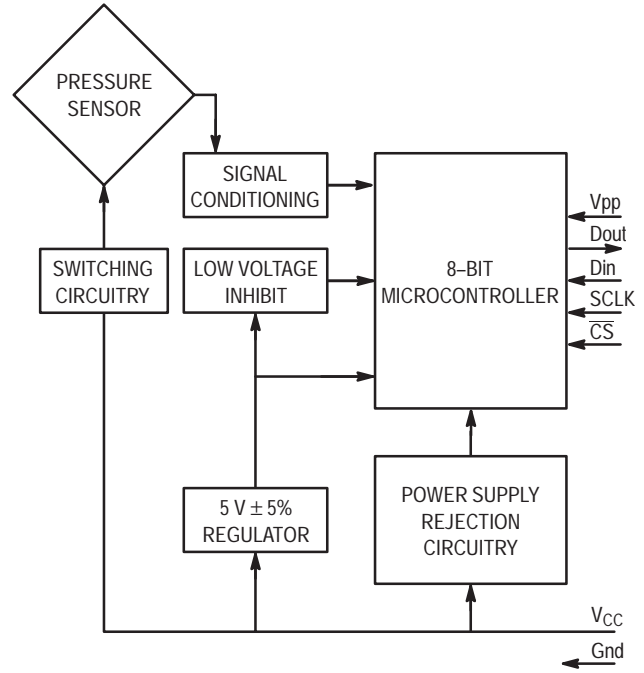 PRESSURE
SENSOR
SIGNAL
CONDITIONING
SWITCHING
CIRCUITRY
LOW VOLTAGE
INHIBIT
8–BIT
MICROCONTROLLER
Vpp
Dout
Din
SCLK
C̅S̅
5 V ± 5%
REGULATOR
POWER SUPPLY
REJECTION
CIRCUITRY
VCC
Gnd